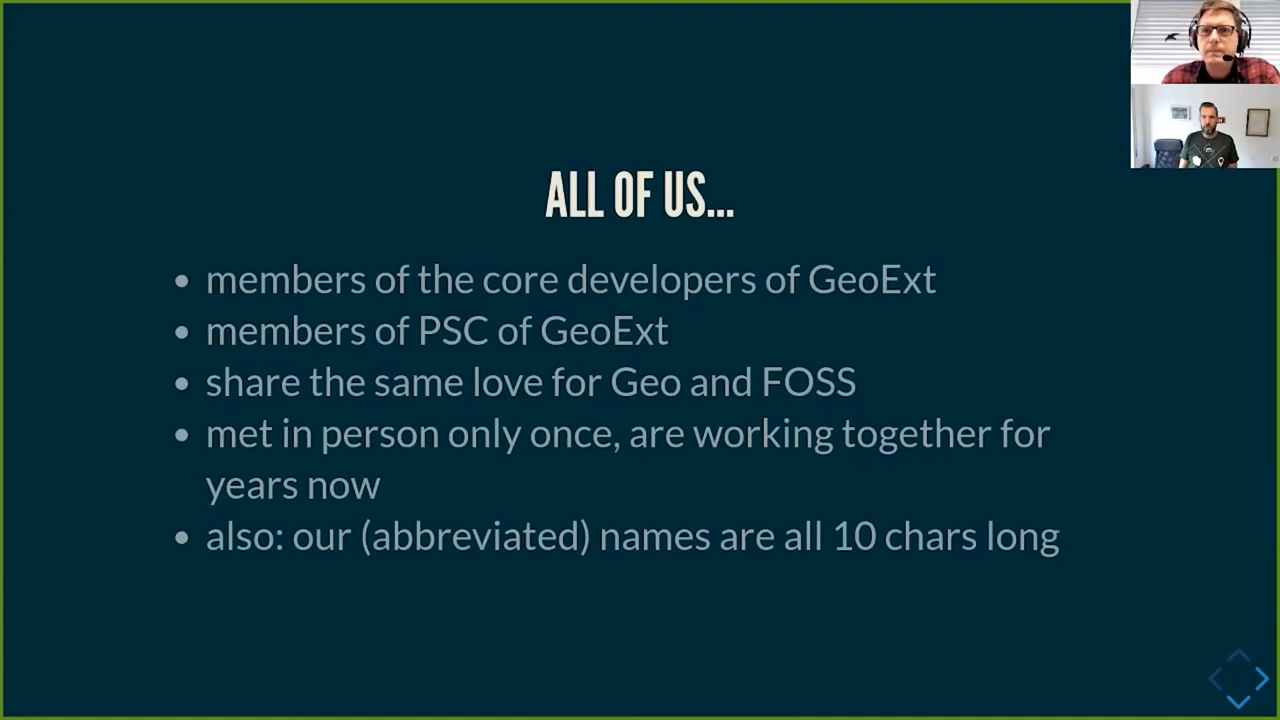 ALL OF US...
members of the core developers of GeoExt
members of PSC of GeoExt
share the same love for Geo and FOSS
met in person only once, are working together for
years now
also: our (abbreviated) names are all 10 chars long